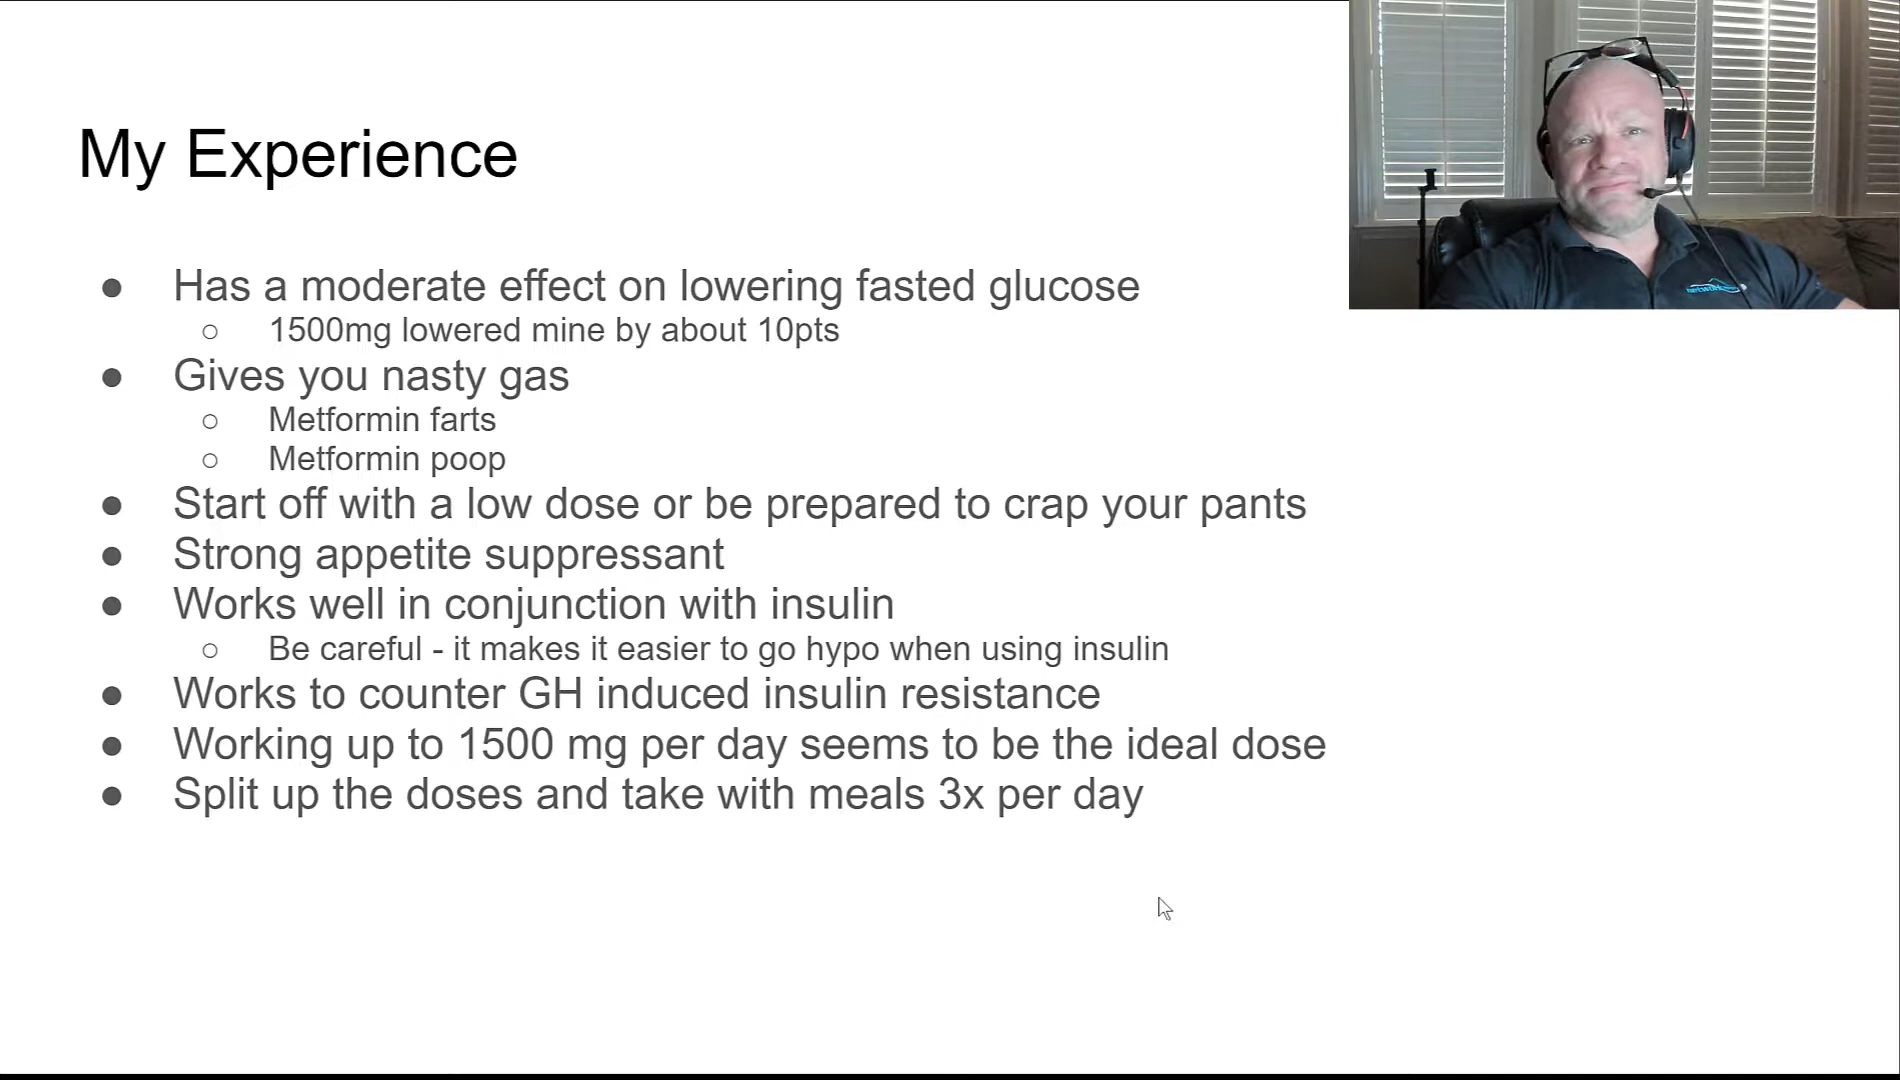 My Experience
● Has a moderate effect on lowering fasted glucose
○ 1500mg lowered mine by about 10pts
● Gives you nasty gas
○ Metformin farts
○ Metformin poop
● Start off with a low dose or be prepared to crap your pants
● Strong appetite suppressant
● Works well in conjunction with insulin
○ Be careful - it makes it easier to go hypo when using insulin
● Works to counter GH induced insulin resistance
● Working up to 1500 mg per day seems to be the ideal dose
● Split up the doses and take with meals 3x per day